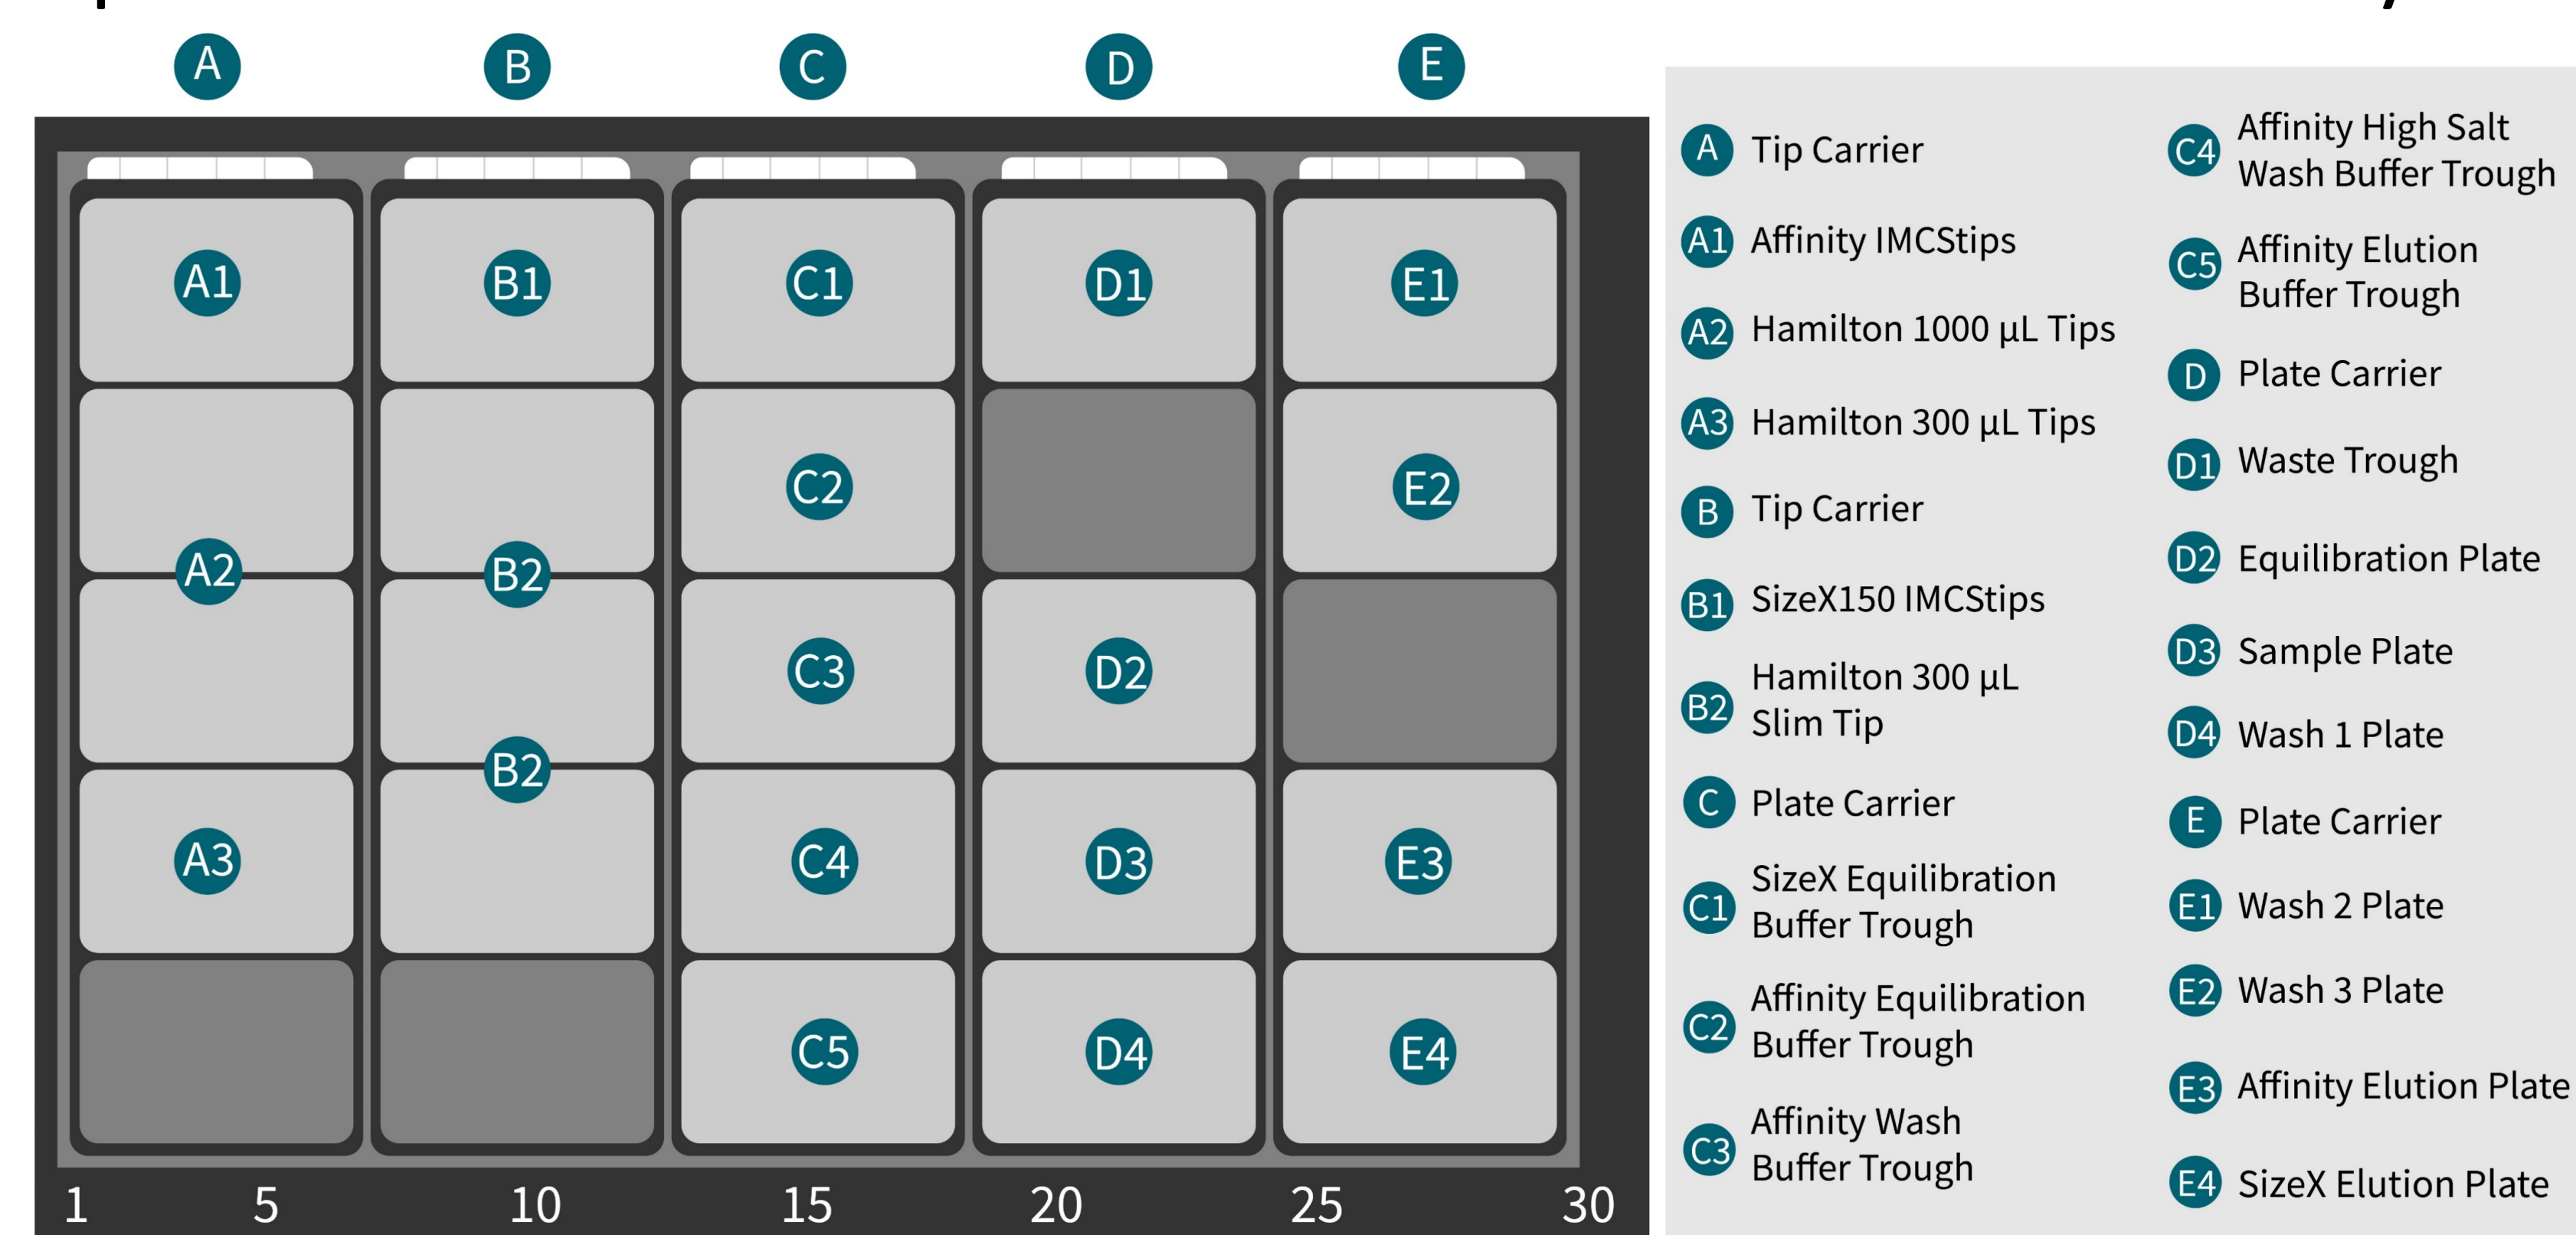 A B C D E
A1 B1 C1 D1 E1
C2 E2
A2 B2
C3 D2
B2
A3 C4 D3 E3
C5 D4 E4
1 5 10 15 20 25 30
A Tip Carrier
A1 Affinity IMCStips
A2 Hamilton 1000 µL Tips
A3 Hamilton 300 µL Tips
B Tip Carrier
B1 SizeX150 IMCStips
B2 Hamilton 300 µL
Slim Tip
C Plate Carrier
C1 SizeX Equilibration
Buffer Trough
C2 Affinity Equilibration
Buffer Trough
C3 Affinity Wash
Buffer Trough
C4 Affinity High Salt
Wash Buffer Trough
C5 Affinity Elution
Buffer Trough
D Plate Carrier
D1 Waste Trough
D2 Equilibration Plate
D3 Sample Plate
D4 Wash 1 Plate
E Plate Carrier
E1 Wash 2 Plate
E2 Wash 3 Plate
E3 Affinity Elution Plate
E4 SizeX Elution Plate